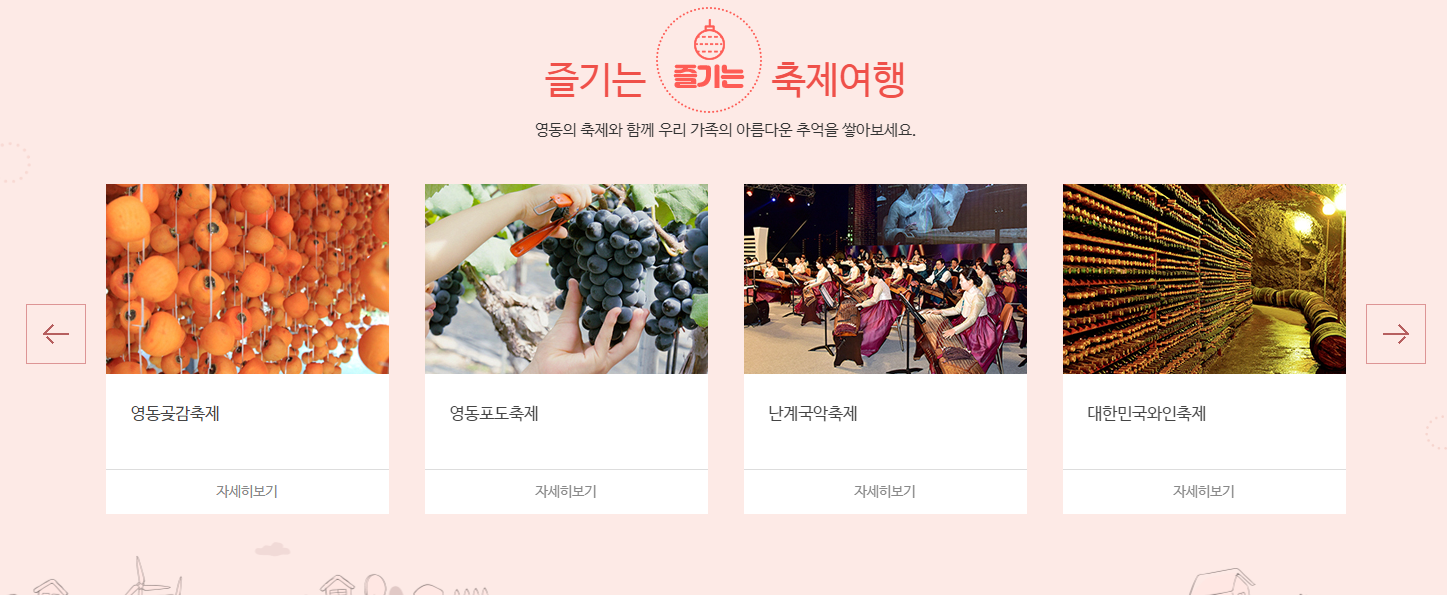 즐기는 즐기는 축제여행
영동의 축제와 함께 우리 가족의 아름다운 추억을 쌓아보세요.
영동곶감축제
자세히보기
영동포도축제
자세히보기
난계국악축제
자세히보기
대한민국와인축제
자세히보기